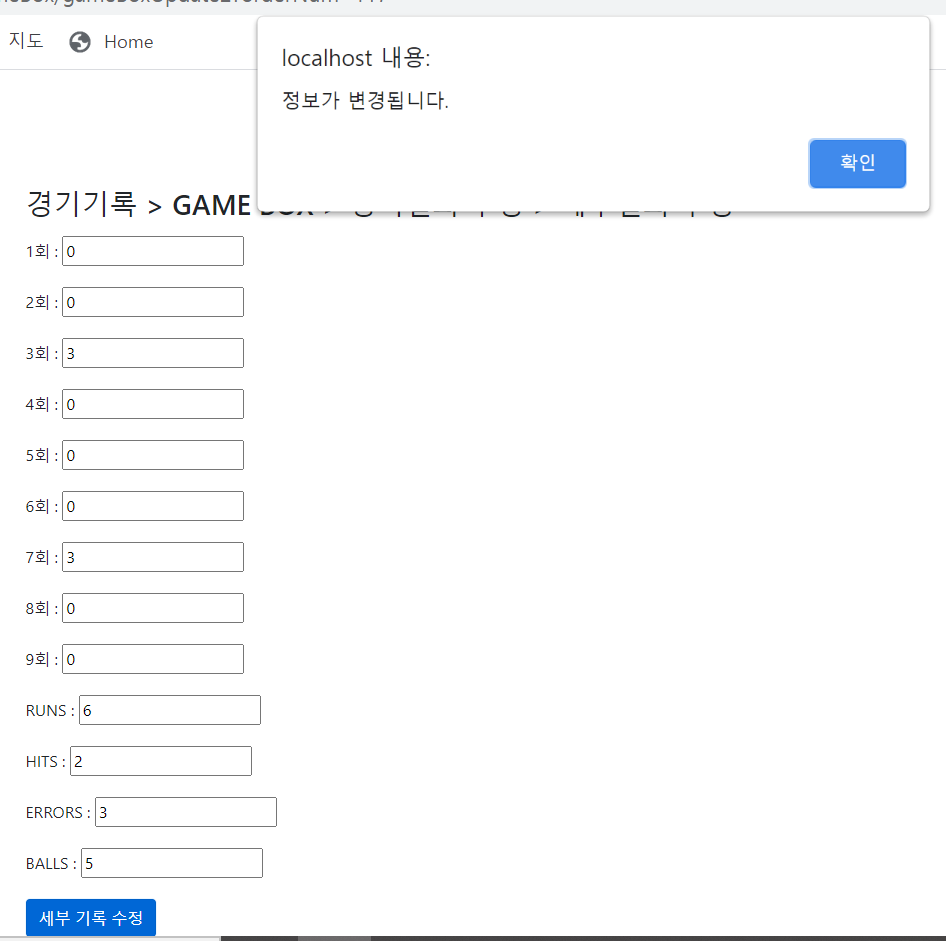 지도 Home
localhost 내용:
정보가 변경됩니다.
확인
경기기록 > GAME BOX >
1회 : 0
2회 : 0
3회 : 3
4회 : 0
5회 : 0
6회 : 0
7회 : 3
8회 : 0
9회 : 0
RUNS : 6
HITS : 2
ERRORS : 3
BALLS : 5
세부 기록 수정